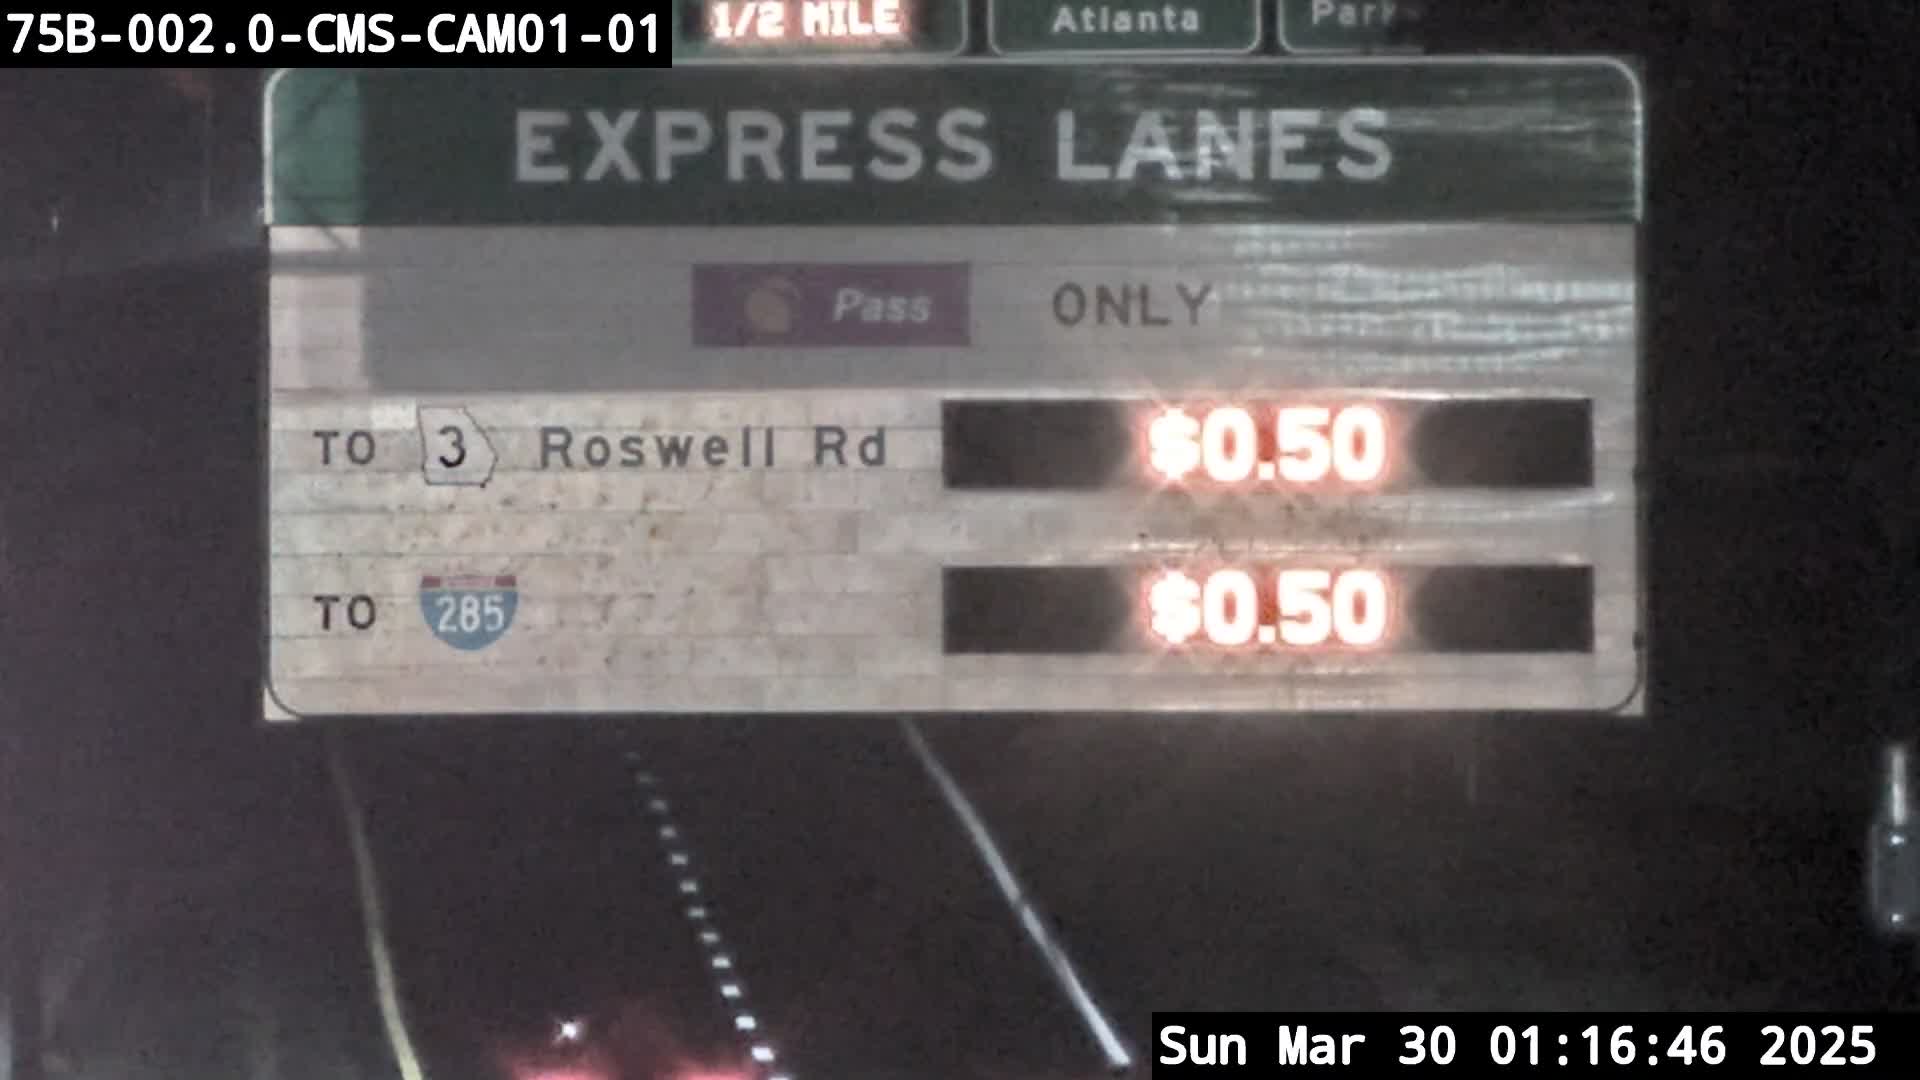 75B-002.0-CMS-CAM01-01
1/2 MILE
Atlanta
Park
EXPRESS LANES
Pass ONLY
TO 3 Roswell Rd $0.50
TO 285 $0.50
Sun Mar 30 01:16:46 2025